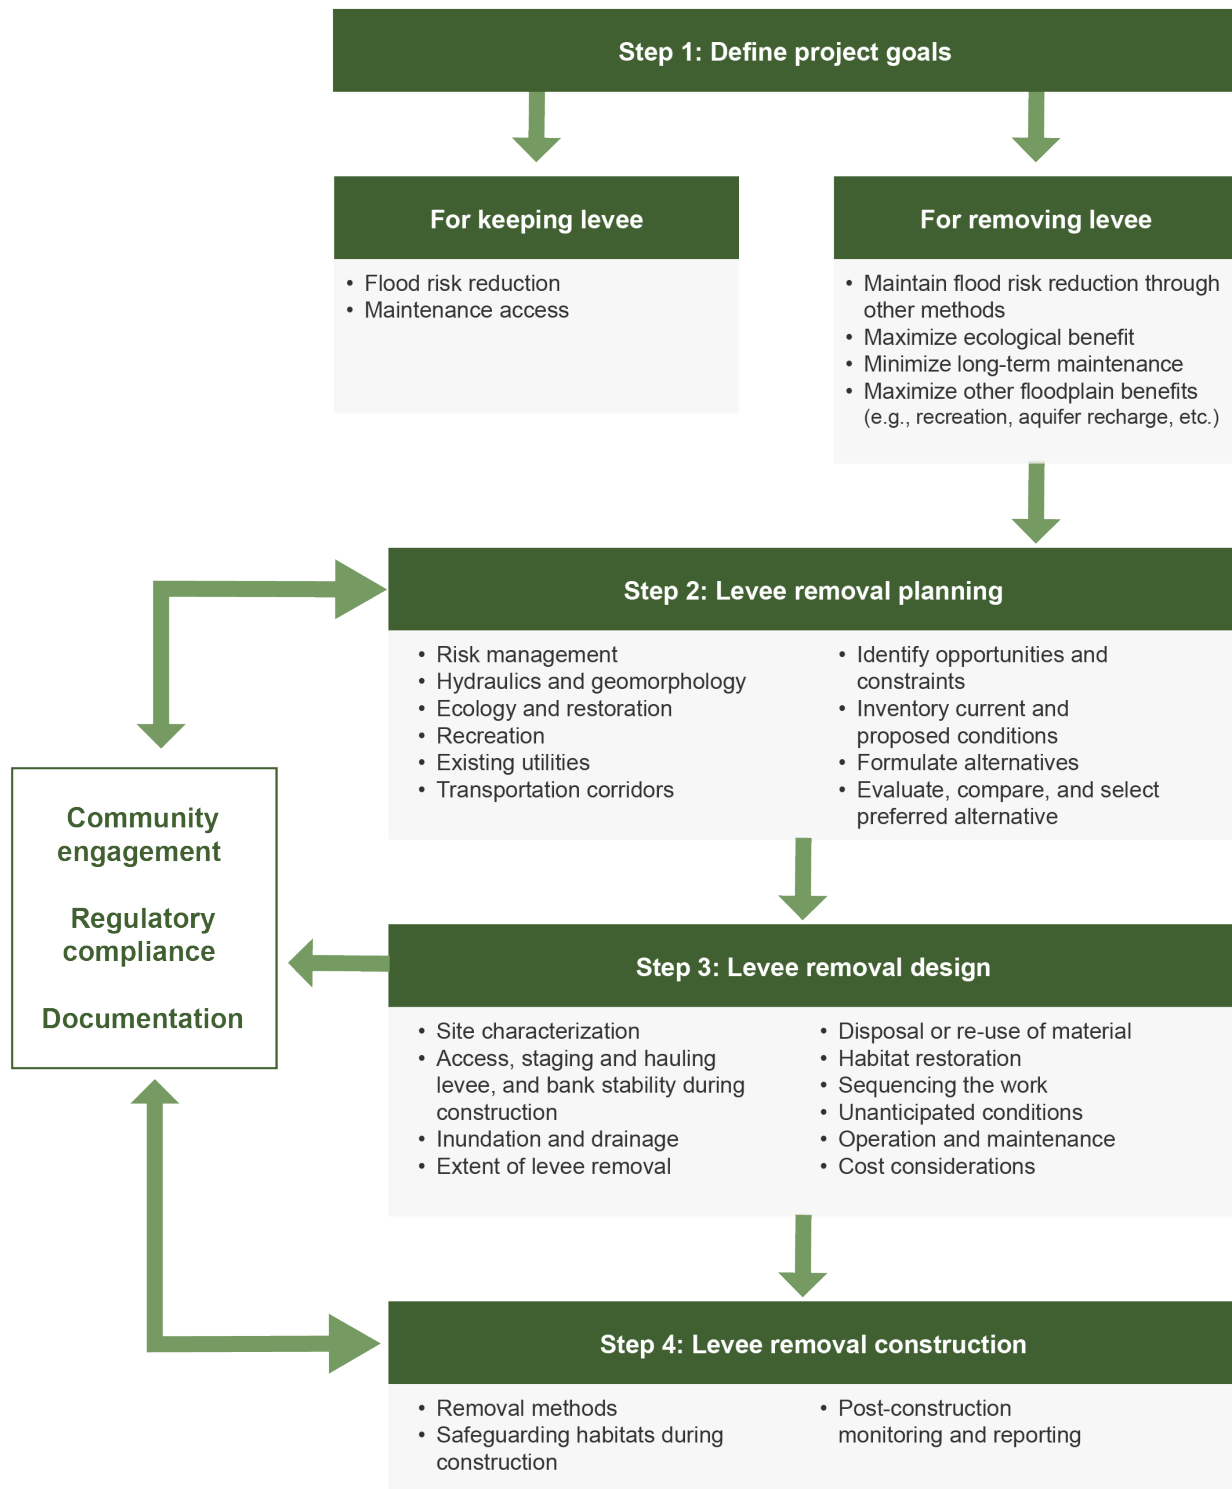 Step 1: Define project goals
For keeping levee
• Flood risk reduction
• Maintenance access
For removing levee
• Maintain flood risk reduction through
other methods
• Maximize ecological benefit
• Minimize long-term maintenance
• Maximize other floodplain benefits
(e.g., recreation, aquifer recharge, etc.)
Step 2: Levee removal planning
• Risk management
• Hydraulics and geomorphology
• Ecology and restoration
• Recreation
• Existing utilities
• Transportation corridors
• Identify opportunities and
constraints
• Inventory current and
proposed conditions
• Formulate alternatives
• Evaluate, compare, and select
preferred alternative
Community
engagement
Regulatory
compliance
Documentation
Step 3: Levee removal design
• Site characterization
• Access, staging and hauling
levee, and bank stability during
construction
• Inundation and drainage
• Extent of levee removal
• Disposal or re-use of material
• Habitat restoration
• Sequencing the work
• Unanticipated conditions
• Operation and maintenance
• Cost considerations
Step 4: Levee removal construction
• Removal methods
• Safeguarding habitats during
construction
• Post-construction
monitoring and reporting